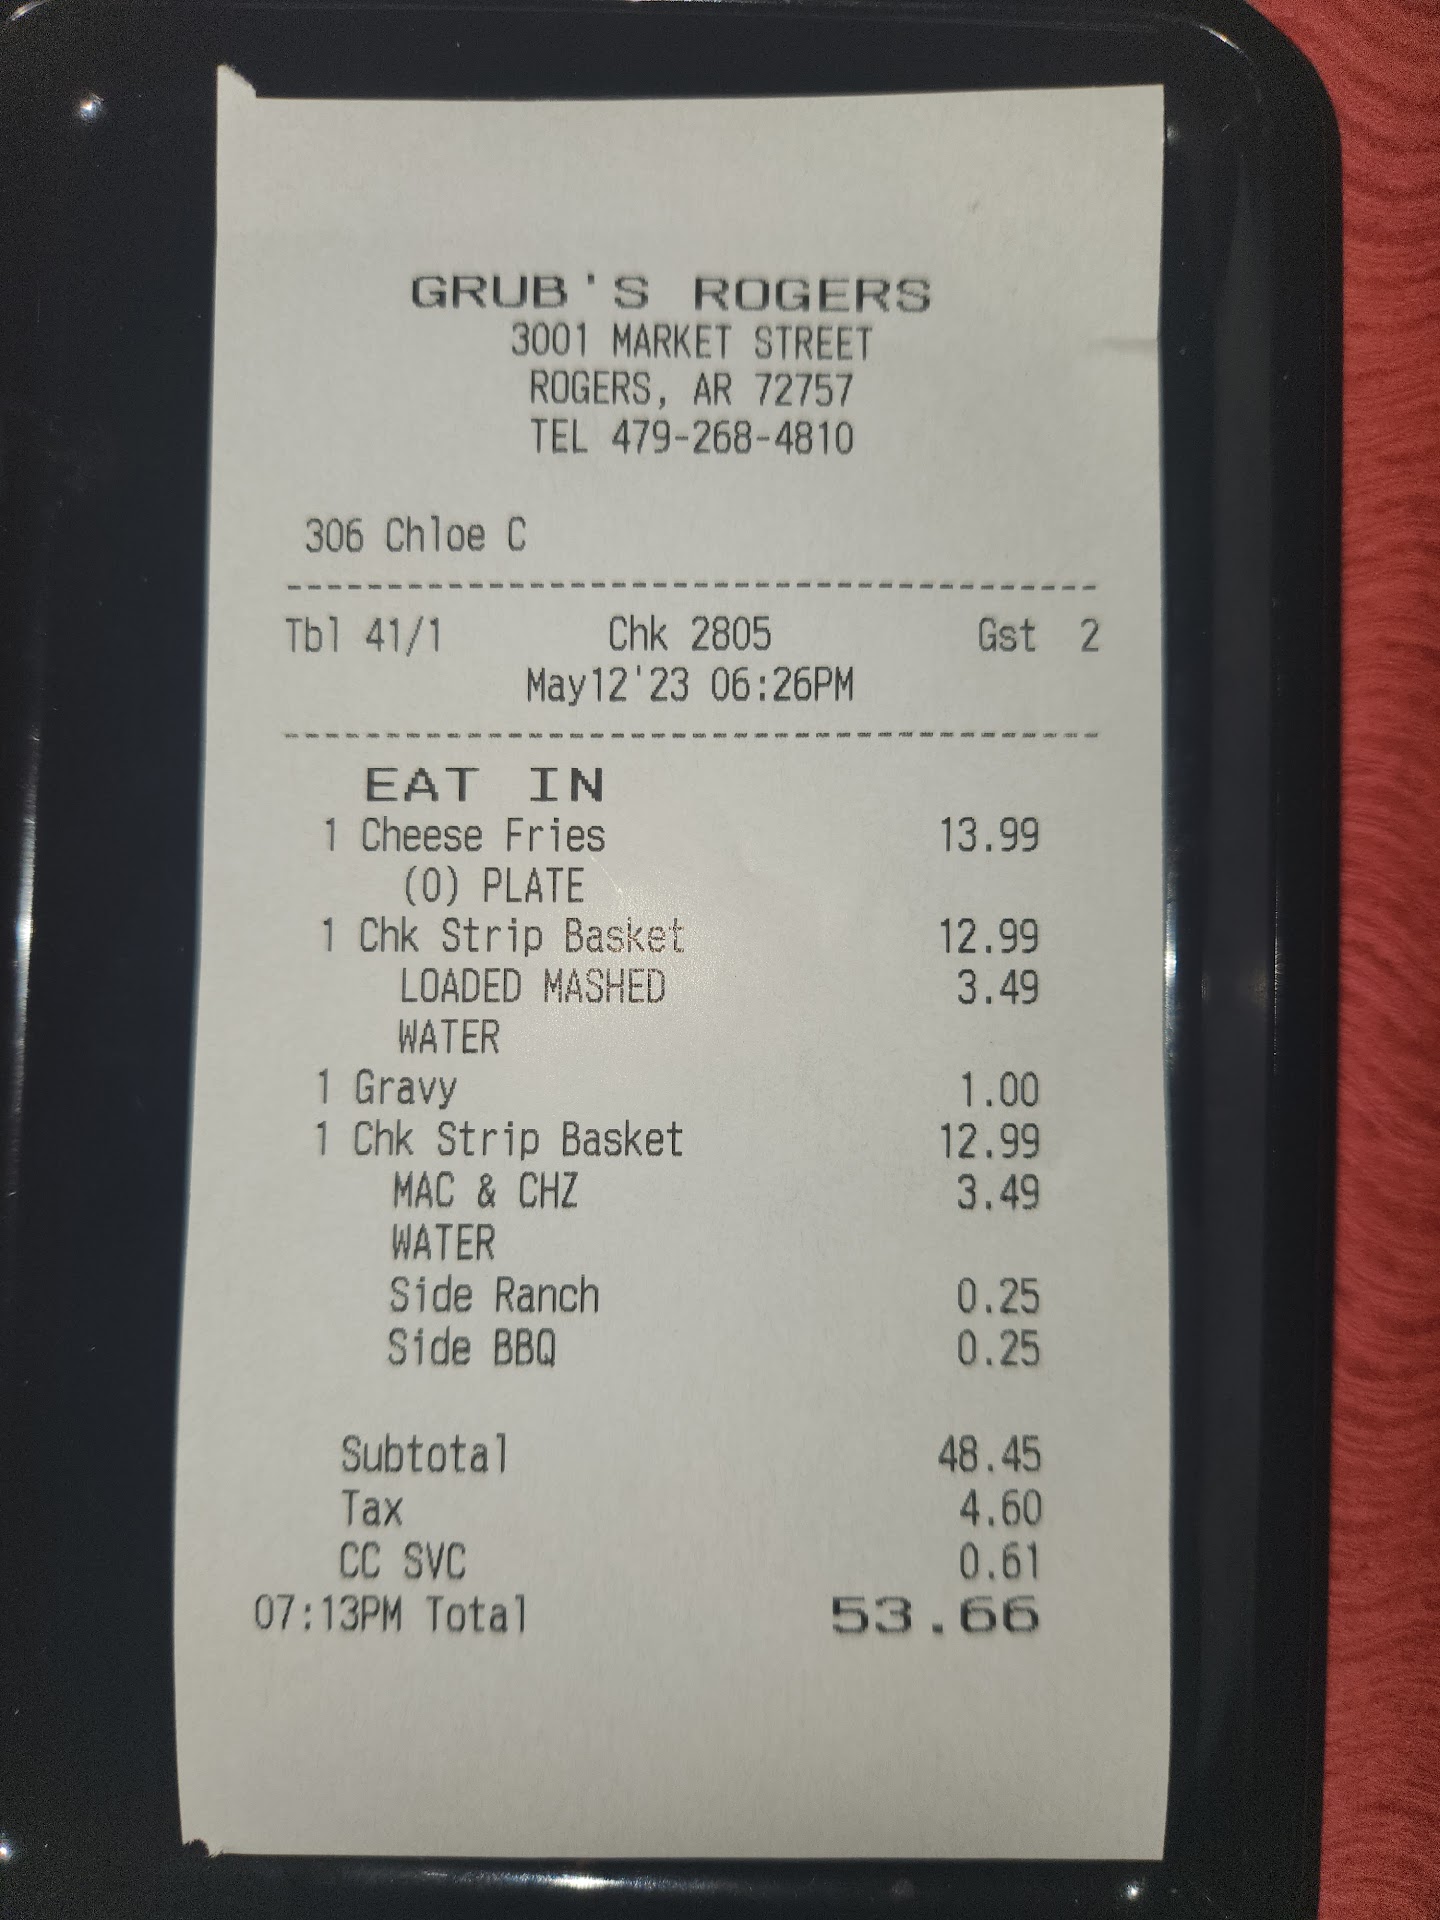 GRUB'S ROGERS
3001 MARKET STREET
ROGERS, AR 72757
TEL 479-268-4810
306 Chloe C
----------------------------------------
Tbl 41/1 Chk 2805 Gst 2
May12'23 06:26PM
----------------------------------------
EAT IN
1 Cheese Fries 13.99
(0) PLATE
1 Chk Strip Basket 12.99
LOADED MASHED 3.49
WATER
1 Gravy 1.00
1 Chk Strip Basket 12.99
MAC & CHZ 3.49
WATER
Side Ranch 0.25
Side BBQ 0.25
Subtotal 48.45
Tax 4.60
CC SVC 0.61
07:13PM Total 53.66